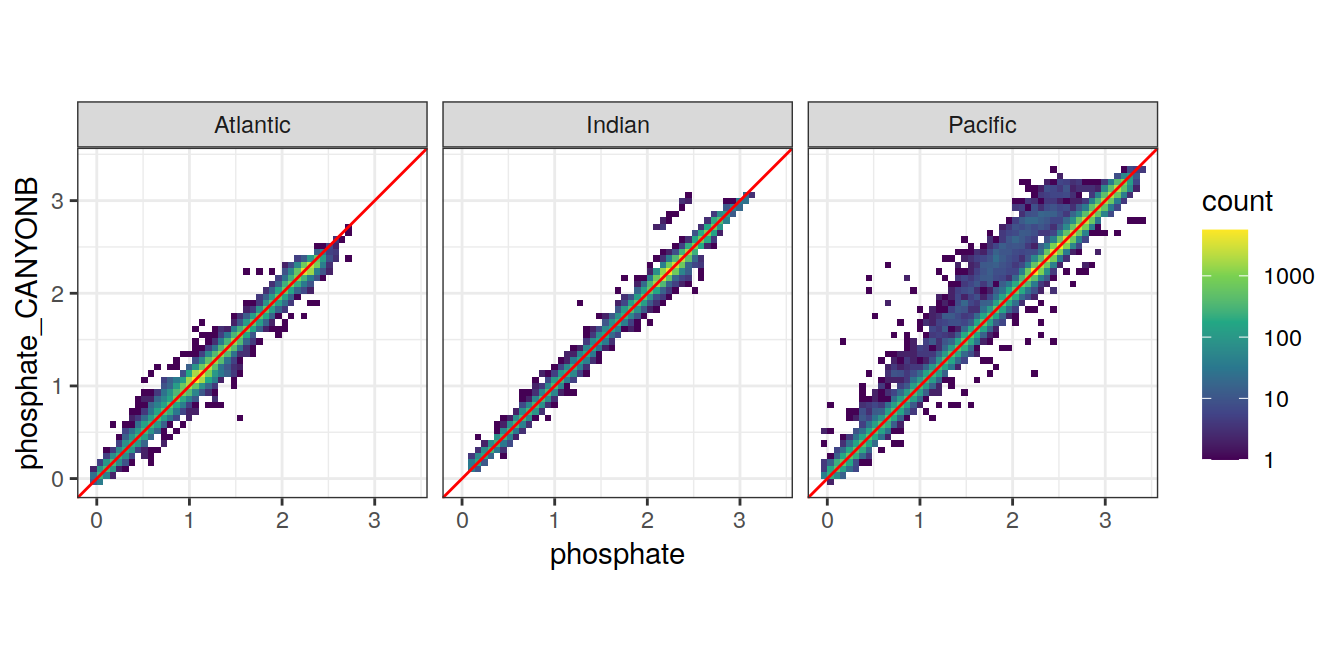 Atlantic
Indian
Pacific
phosphate_CANYONB
3
2
1
0
0 1 2 3
0 1 2 3
0 1 2 3
phosphate
count
1000
100
10
1